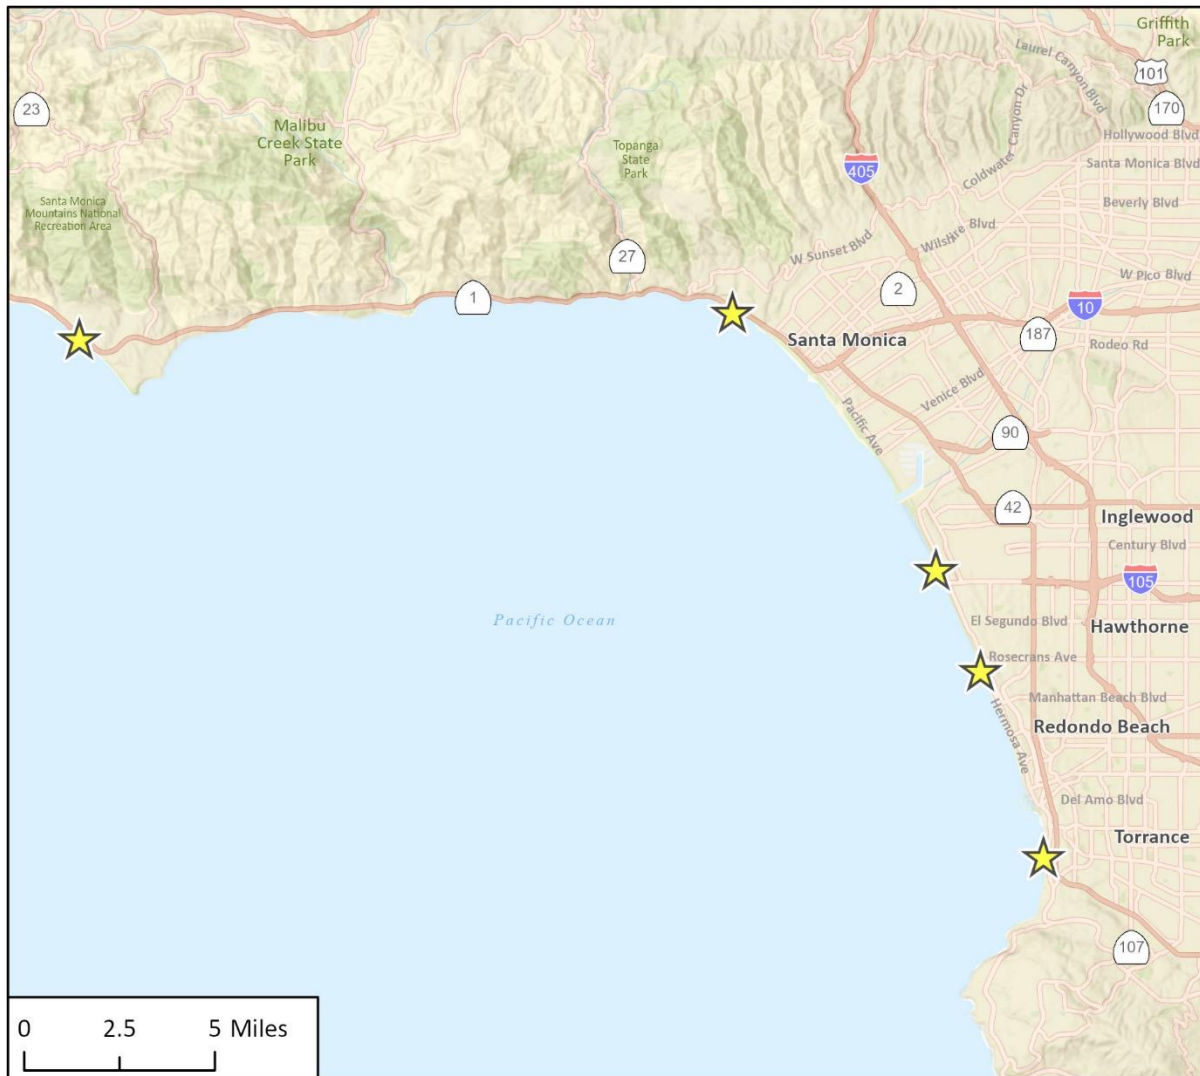 Griffith
Park
Laurel Canyon Blvd
101
23
170
Malibu
Creek State
Park
Hollywood Blvd
Topanga
State
Park
Santa Monica Blvd
405
Coldwater Canyon Dr
Santa Monica
Mountains National
Recreation Area
Beverly Blvd
Wilshire Blvd
W Sunset Blvd
27
W Pico Blvd
1
2
10
187
Santa Monica
Rodeo Rd
Venice Blvd
Pacific Ave
90
42
Inglewood
Century Blvd
105
Pacific Ocean
El Segundo Blvd
Hawthorne
Rosecrans Ave
Manhattan Beach Blvd
Hermosa Ave
Redondo Beach
Del Amo Blvd
Torrance
107
0 2.5 5 Miles